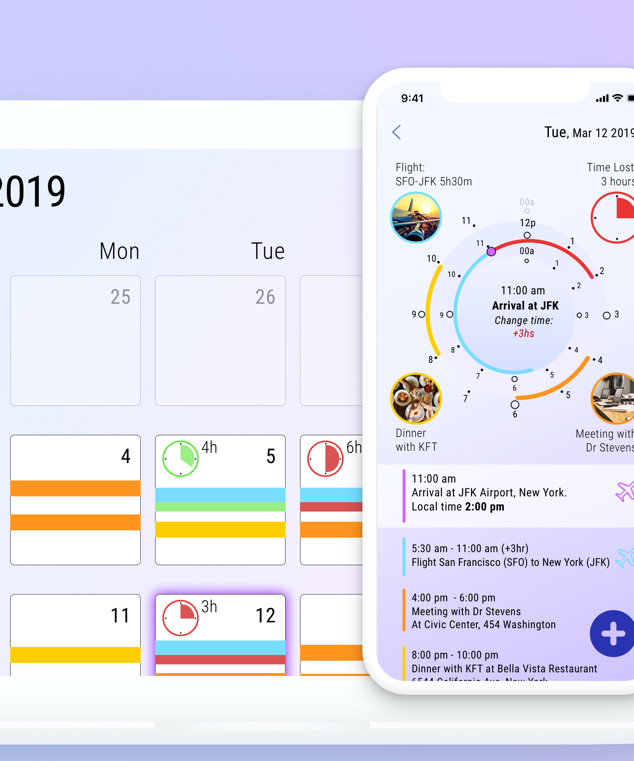 2019
Mon
Tue
25
26
4
4h
5
6h
11
3h
12
9:41
Tue, Mar 12 2019
Flight:
SFO-JFK 5h30m
Time Lost
3 hours
00a
12p
11
1
11
00a
1
10
2
10
2
11:00 am
Arrival at JFK
Change time:
+3hs
9
9
3
3
8
8
4
4
7
7
5
5
6
6
Dinner
with KFT
Meeting with
Dr Stevens
11:00 am
Arrival at JFK Airport, New York.
Local time 2:00 pm
5:30 am - 11:00 am (+3hr)
Flight San Francisco (SFO) to New York (JFK)
4:00 pm - 6:00 pm
Meeting with Dr Stevens
At Civic Center, 454 Washington
8:00 pm - 10:00 pm
Dinner with KFT at Bella Vista Restaurant
6544 California Ave, New York